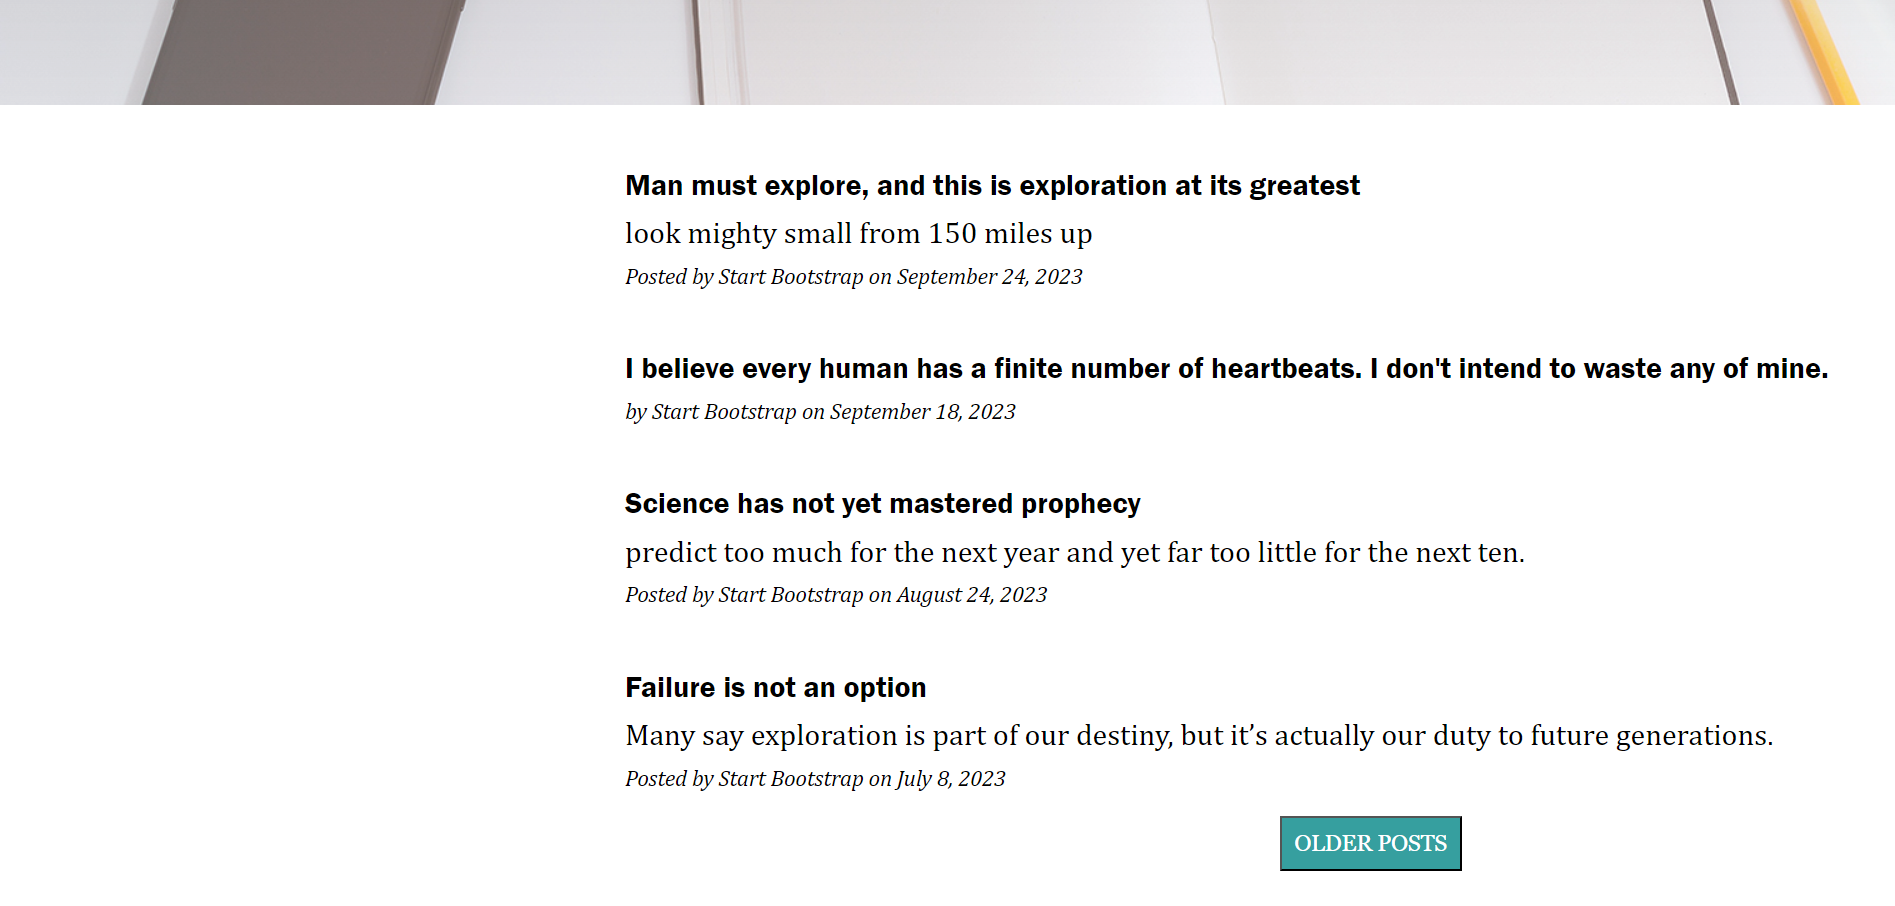 Man must explore, and this is exploration at its greatest
look mighty small from 150 miles up
Posted by Start Bootstrap on September 24, 2023
I believe every human has a finite number of heartbeats. I don't intend to waste any of mine.
by Start Bootstrap on September 18, 2023
Science has not yet mastered prophecy
predict too much for the next year and yet far too little for the next ten.
Posted by Start Bootstrap on August 24, 2023
Failure is not an option
Many say exploration is part of our destiny, but it’s actually our duty to future generations.
Posted by Start Bootstrap on July 8, 2023
OLDER POSTS